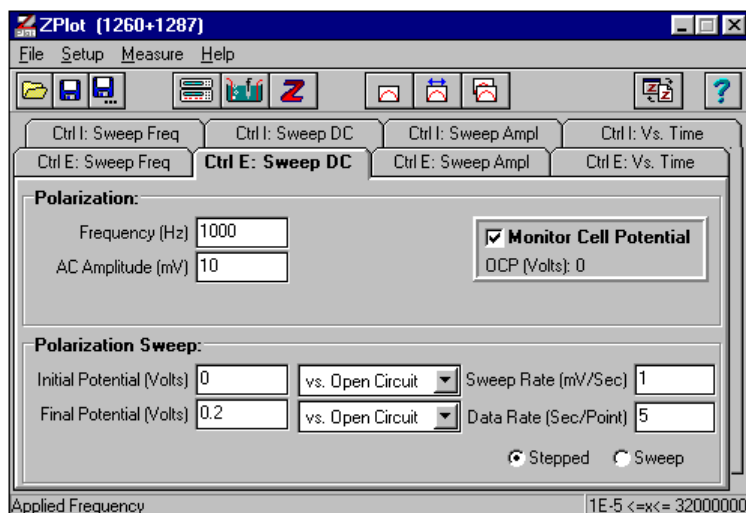 ZPlot (1260+1287)
File Setup Measure Help
Ctrl I: Sweep Freq Ctrl I: Sweep DC Ctrl I: Sweep Ampl Ctrl I: Vs. Time
Ctrl E: Sweep Freq Ctrl E: Sweep DC Ctrl E: Sweep Ampl Ctrl E: Vs. Time
Polarization:
Frequency (Hz) 1000
Monitor Cell Potential
AC Amplitude (mV) 10
OCP (Volts): 0
Polarization Sweep:
Initial Potential (Volts) 0 vs. Open Circuit Sweep Rate (mV/Sec) 1
Final Potential (Volts) 0.2 vs. Open Circuit Data Rate (Sec/Point) 5
Stepped Sweep
Applied Frequency 1E-5 <=x<= 32000000